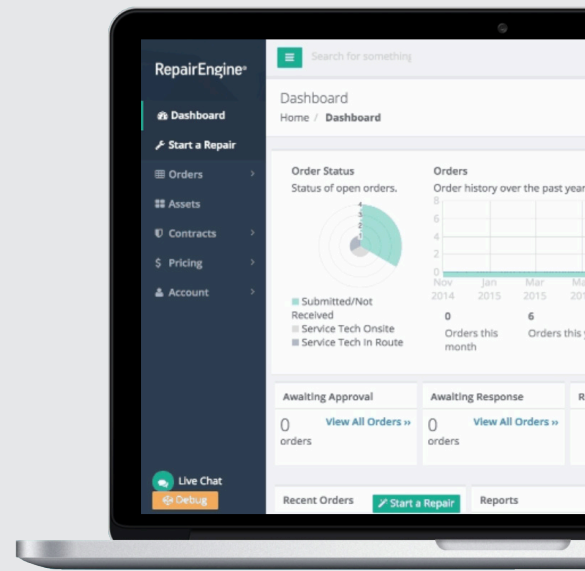 RepairEngine®
Search for something
Dashboard
Start a Repair
Orders
Assets
Contracts
Pricing
Account
Live Chat
Debug
Dashboard
Home / Dashboard
Order Status
Status of open orders.
4
3
2
1
Submitted/Not
Received
Service Tech Onsite
Service Tech In Route
Orders
Order history over the past year
8
6
4
2
0
Nov Jan Mar
2014 2015 2015
0 6
Orders this Orders this
month
Awaiting Approval
0 View All Orders »
orders
Awaiting Response
0 View All Orders »
orders
R
Recent Orders Start a Repair
Reports